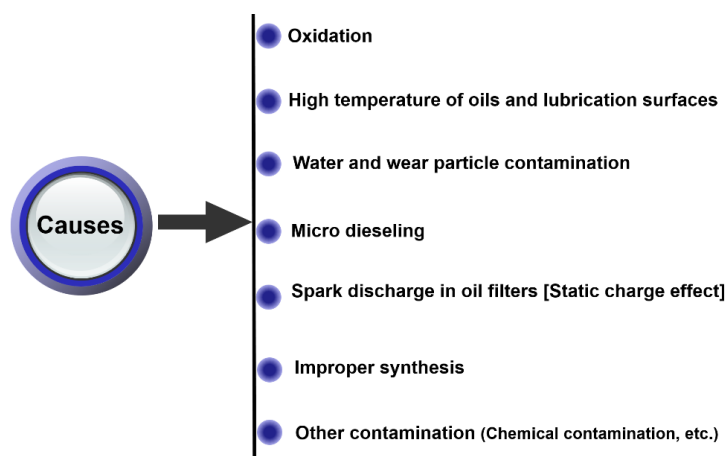 Causes
Oxidation
High temperature of oils and lubrication surfaces
Water and wear particle contamination
Micro dieseling
Spark discharge in oil filters [Static charge effect]
Improper synthesis
Other contamination (Chemical contamination, etc.)